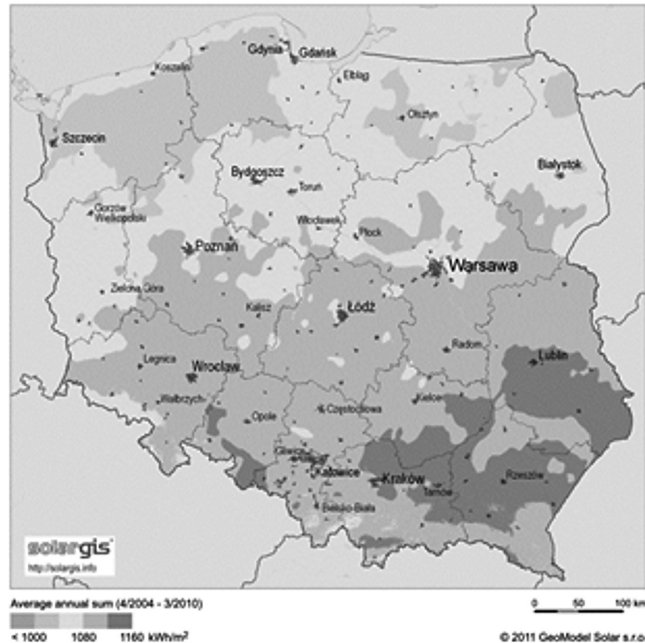 Gdynia
Gdańsk
Koszalin
Elbląg
Olsztyn
Szczecin
Białystok
Bydgoszcz
Toruń
Gorzów
Wielkopolski
Włocławek
Płock
Poznań
Warsawa
Zielona Góra
Kalisz
Łódź
Radom
Lublin
Legnica
Wrocław
Wałbrzych
Opole
Częstochowa
Kielce
Gliwice
Katowice
Kraków
Tarnów
Rzeszów
Bielsko-Biała
solargis
http://solargis.info
Average annual sum (4/2004 - 3/2010)
0 50 100 km
< 1000 1080 1160 kWh/m²
© 2011 GeoModel Solar s.r.o.